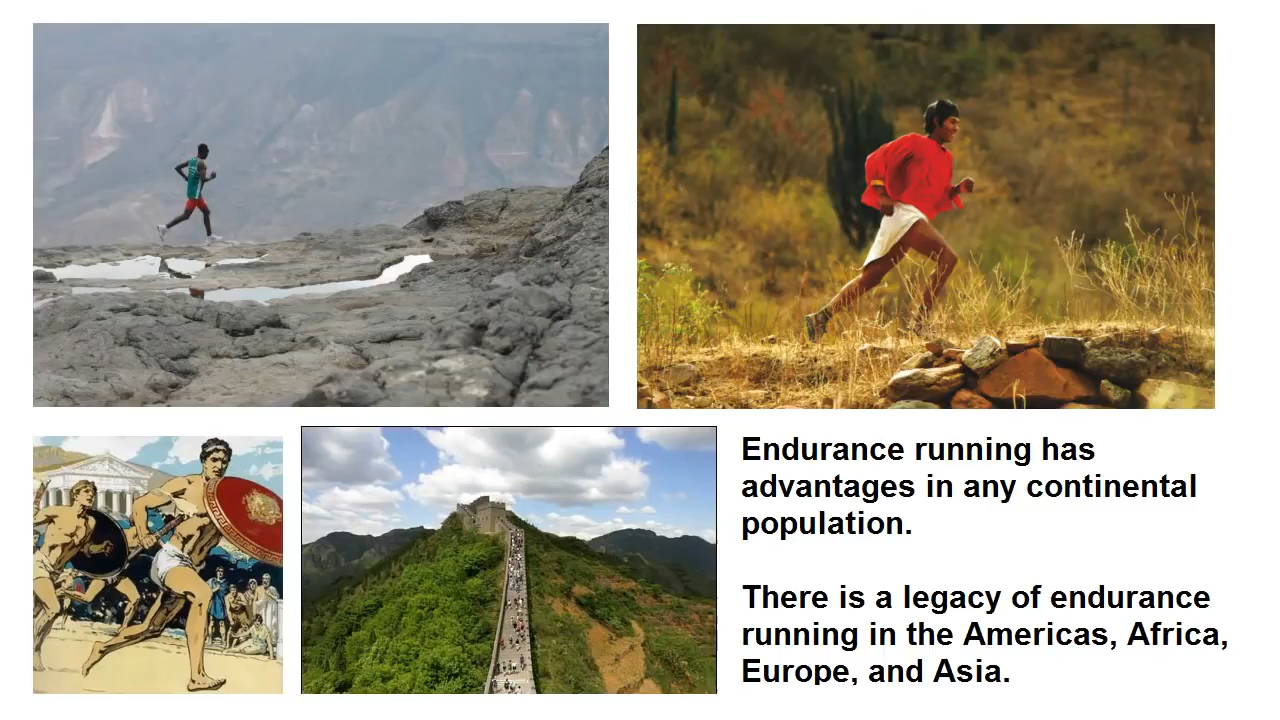 Endurance running has
advantages in any continental
population.
There is a legacy of endurance
running in the Americas, Africa,
Europe, and Asia.